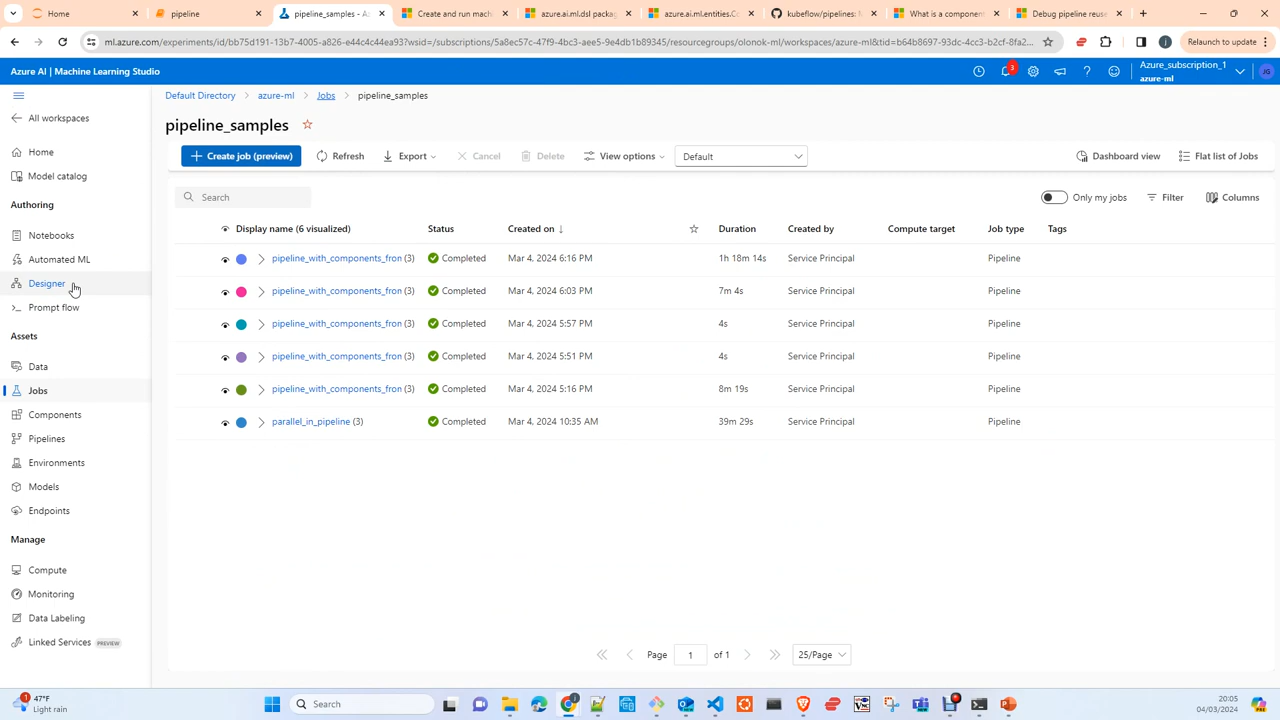 Home
pipeline
pipeline_samples - Az
Create and run machi
azure.ai.ml.dsl packag
azure.ai.ml.entities.Co
kubeflow/pipelines: M
What is a component
Debug pipeline reuse
ml.azure.com/experiments/id/bb75d191-13b7-4005-a826-e44c4c44ea93?wsid=/subscriptions/5a8ec57c-47f9-4bc3-aee5-9e4db1b89345/resourcegroups/olonok-ml/workspaces/azure-ml&tid=b64b8697-93dc-4cc3-b2cf-8fa2...
Relaunch to update
Azure AI | Machine Learning Studio
3
Azure_subscription_1
azure-ml
JG
All workspaces
Home
Model catalog
Authoring
Notebooks
Automated ML
Designer
Prompt flow
Assets
Data
Jobs
Components
Pipelines
Environments
Models
Endpoints
Manage
Compute
Monitoring
Data Labeling
Linked Services PREVIEW
Default Directory > azure-ml > Jobs > pipeline_samples
pipeline_samples
Create job (preview)
Refresh
Export
Cancel
Delete
View options
Default
Dashboard view
Flat list of Jobs
Search
Only my jobs
Filter
Columns
Display name (6 visualized) Status Created on ↓ Duration Created by Compute target Job type Tags
pipeline_with_components_fron (3) Completed Mar 4, 2024 6:16 PM 1h 18m 14s Service Principal Pipeline
pipeline_with_components_fron (3) Completed Mar 4, 2024 6:03 PM 7m 4s Service Principal Pipeline
pipeline_with_components_fron (3) Completed Mar 4, 2024 5:57 PM 4s Service Principal Pipeline
pipeline_with_components_fron (3) Completed Mar 4, 2024 5:51 PM 4s Service Principal Pipeline
pipeline_with_components_fron (3) Completed Mar 4, 2024 5:16 PM 8m 19s Service Principal Pipeline
parallel_in_pipeline (3) Completed Mar 4, 2024 10:35 AM 39m 29s Service Principal Pipeline
Page 1 of 1 25/Page
1
47°F
Light rain
Search
20:05
04/03/2024